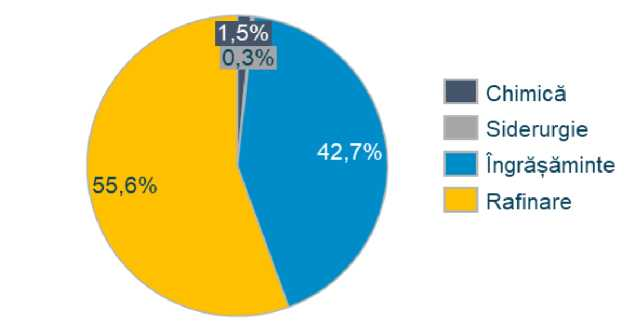 1,5%
0,3%
42,7%
55,6%
Chimică
Siderurgie
Îngrășăminte
Rafinare